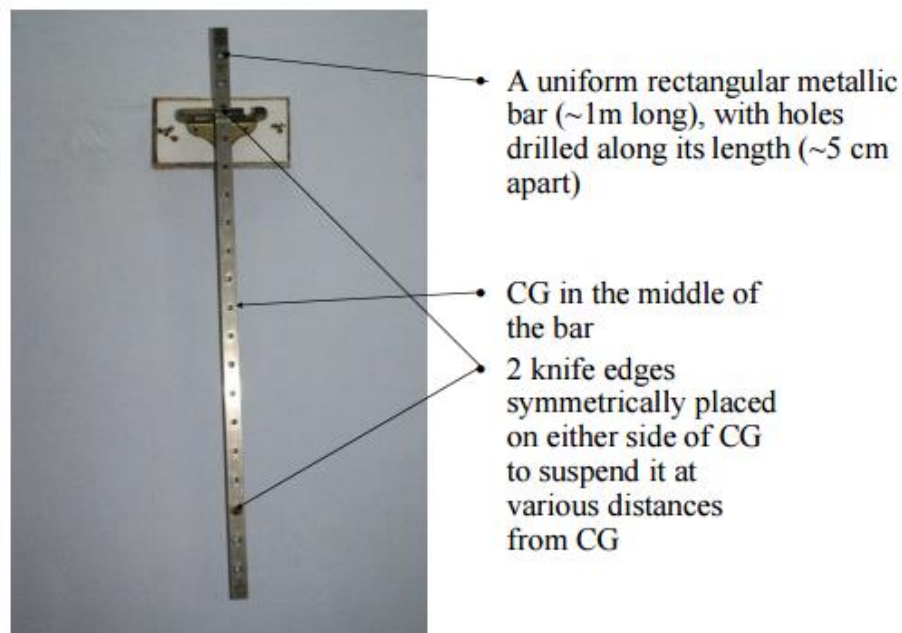 A uniform rectangular metallic
bar (~1m long), with holes
drilled along its length (~5 cm
apart)
CG in the middle of
the bar
2 knife edges
symmetrically placed
on either side of CG
to suspend it at
various distances
from CG